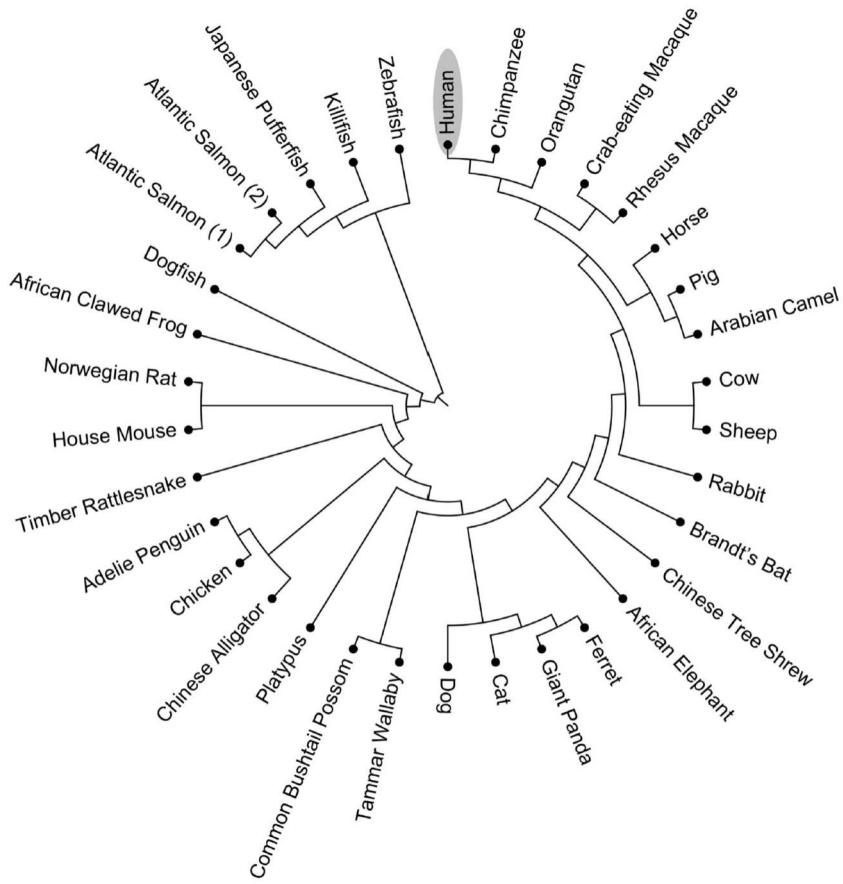 Human
Chimpanzee
Orangutan
Crab-eating Macaque
Rhesus Macaque
Horse
Pig
Arabian Camel
Cow
Sheep
Rabbit
Brandt's Bat
Chinese Tree Shrew
African Elephant
Ferret
Giant Panda
Cat
Dog
Tammar Wallaby
Common Bushtail Possom
Platypus
Chinese Alligator
Chicken
Adelie Penguin
Timber Rattlesnake
House Mouse
Norwegian Rat
African Clawed Frog
Dogfish
Atlantic Salmon (1)
Atlantic Salmon (2)
Japanese Pufferfish
Killifish
Zebrafish